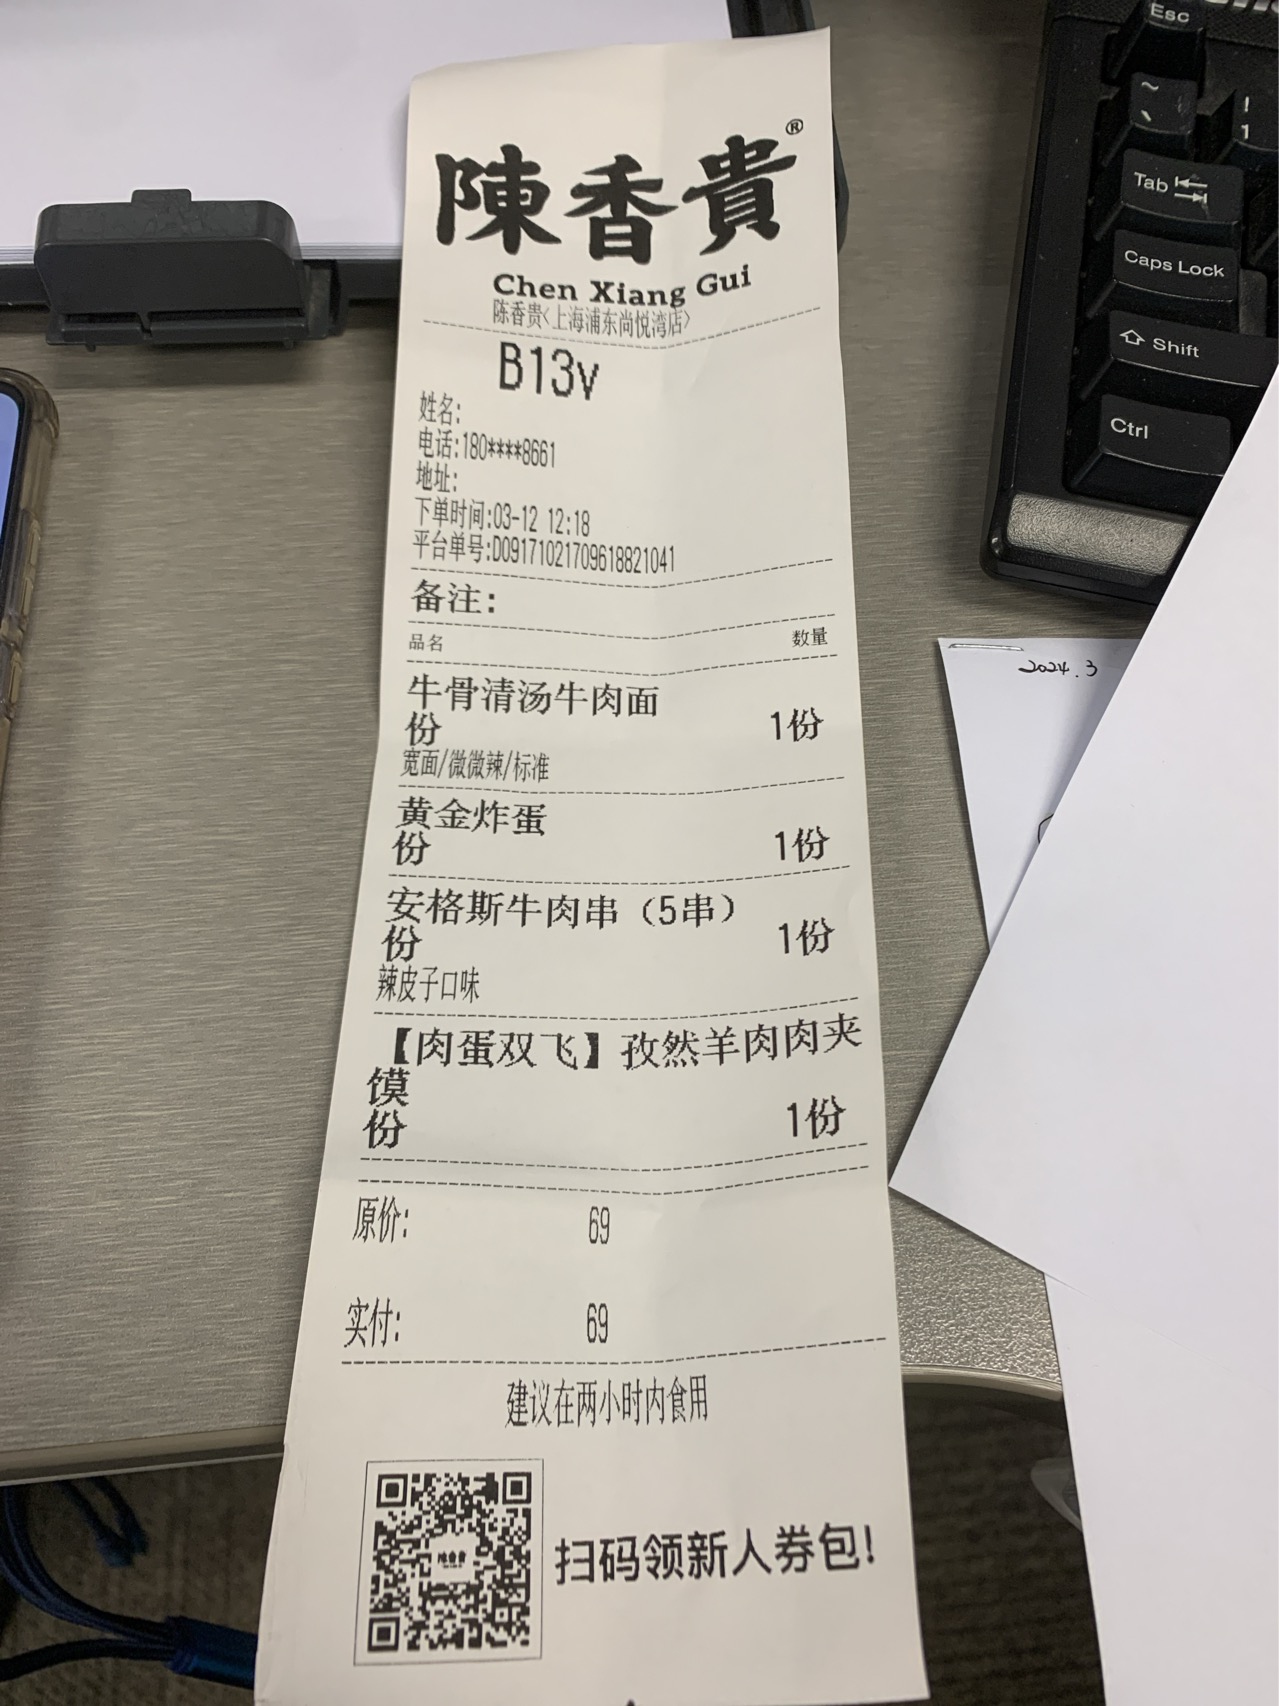 陳香貴®
Chen Xiang Gui
陈香贵<上海浦东尚悦湾店>
B13v
姓名:
电话:180****8661
地址:
下单时间:03-12 12:18
平台单号:D09171021709618821041
备注:
品名 数量
牛骨清汤牛肉面
份 1份
宽面/微微辣/标准
黄金炸蛋
份 1份
安格斯牛肉串（5串）
份 1份
辣皮子口味
【肉蛋双飞】孜然羊肉肉夹
馍
份 1份
原价: 69
实付: 69
建议在两小时内食用
扫码领新人券包!
Esc
~
、
!
1
Tab
Caps Lock
Shift
Ctrl
2024.3